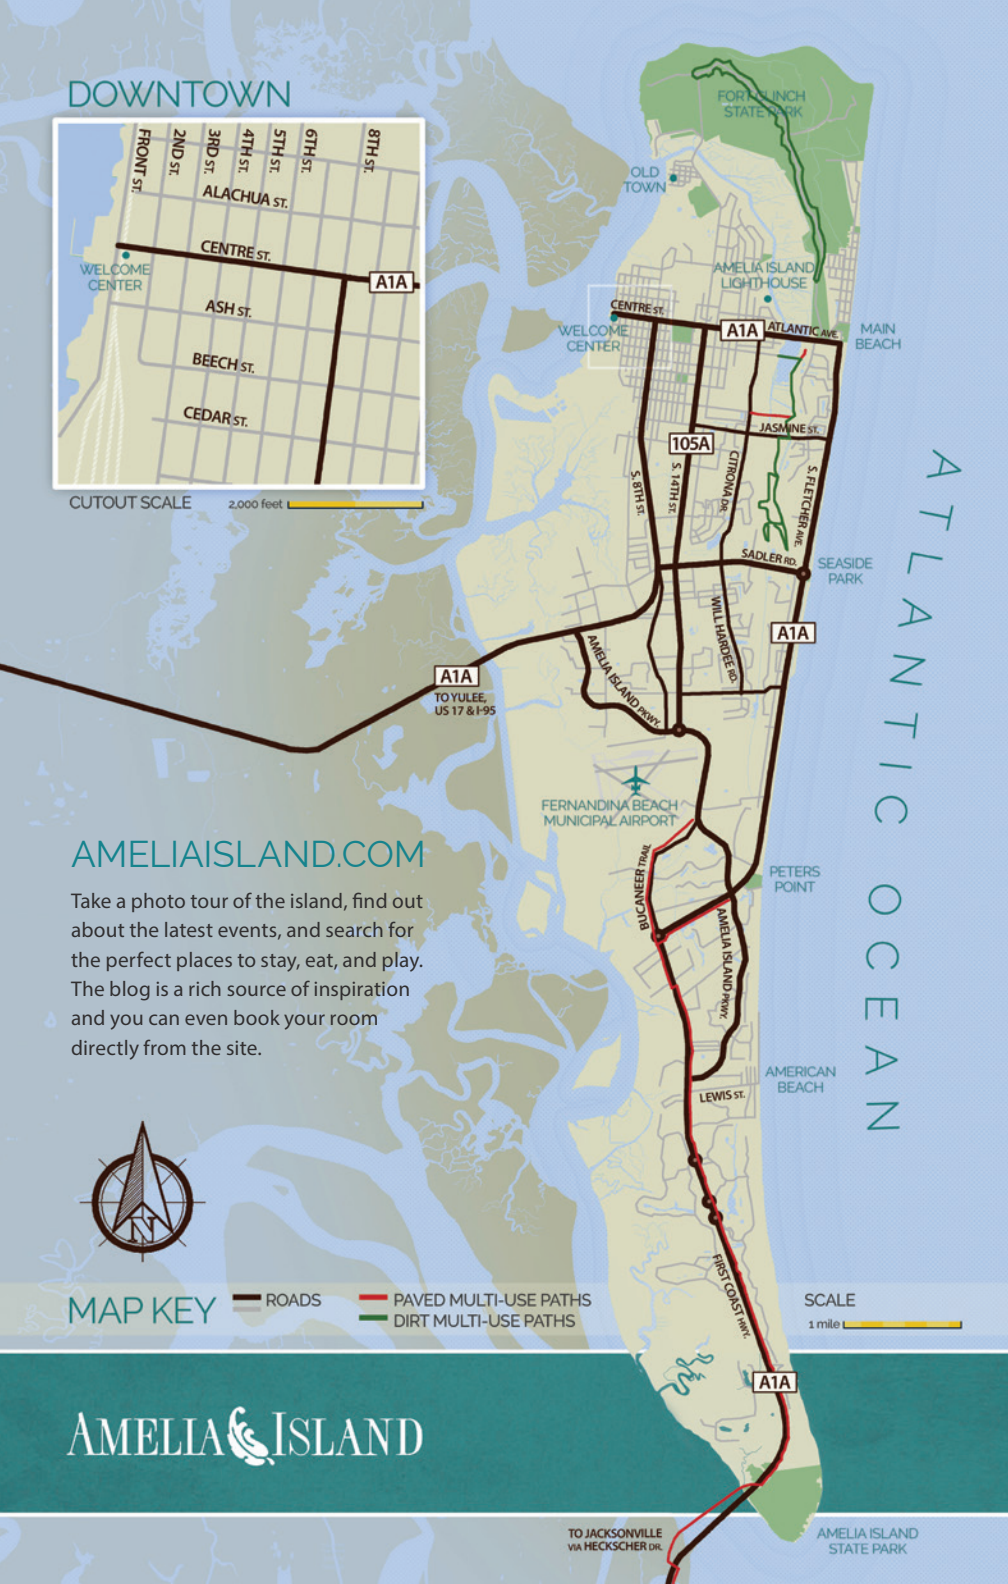 DOWNTOWN
FRONT ST.
2ND ST.
3RD ST.
4TH ST.
5TH ST.
6TH ST.
8TH ST.
ALACHUA ST.
CENTRE ST.
A1A
WELCOME
CENTER
ASH ST.
BEECH ST.
CEDAR ST.
CUTOUT SCALE
2,000 feet
FORT CLINCH
STATE PARK
OLD
TOWN
AMELIA ISLAND
LIGHTHOUSE
CENTRE ST.
WELCOME
CENTER
A1A
ATLANTIC AVE.
MAIN
BEACH
JASMINE ST.
105A
S. 8TH ST.
S. 14TH ST.
CITRONA DR.
S. FLETCHER AVE.
SADLER RD.
SEASIDE
PARK
WILL HARDEE RD.
A1A
AMELIA ISLAND PKWY.
A1A
TO YULEE,
US 17 & I-95
FERNANDINA BEACH
MUNICIPAL AIRPORT
BUCANEER TRAIL
PETERS
POINT
AMELIA ISLAND PKWY.
AMERICAN
BEACH
LEWIS ST.
FIRST COAST HWY.
A1A
ATLANTIC OCEAN
AMELIAISLAND.COM
Take a photo tour of the island, find out
about the latest events, and search for
the perfect places to stay, eat, and play.
The blog is a rich source of inspiration
and you can even book your room
directly from the site.
N
MAP KEY
ROADS
PAVED MULTI-USE PATHS
DIRT MULTI-USE PATHS
SCALE
1 mile
AMELIA ISLAND
TO JACKSONVILLE
VIA HECKSCHER DR.
AMELIA ISLAND
STATE PARK